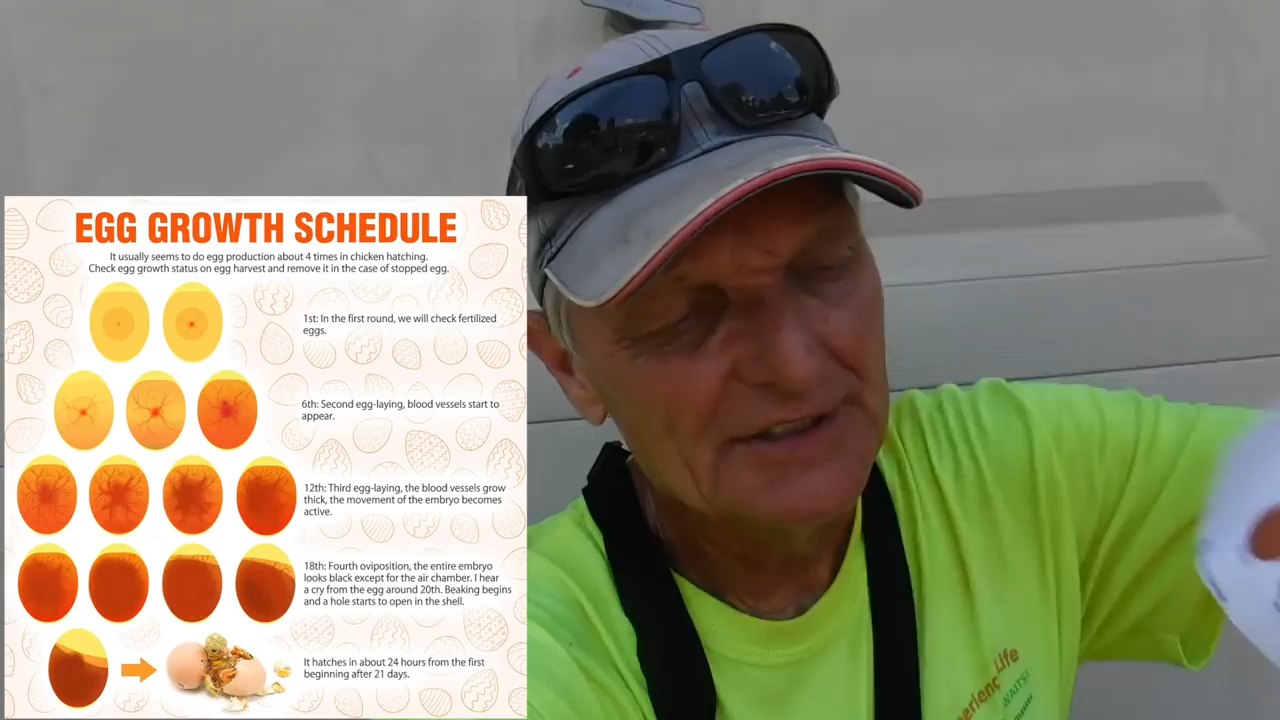 EGG GROWTH SCHEDULE
It usually seems to do egg production about 4 times in chicken hatching.
Check egg growth status on egg harvest and remove it in the case of stopped egg.
1st: In the first round, we will check fertilized
eggs.
6th: Second egg-laying, blood vessels start to
appear.
12th: Third egg-laying, the blood vessels grow
thick, the movement of the embryo becomes
active.
18th: Fourth oviposition, the entire embryo
looks black except for the air chamber. I hear
a cry from the egg around 20th. Beaking begins
and a hole starts to open in the shell.
It hatches in about 24 hours from the first
beginning after 21 days.
Life
WAITS!